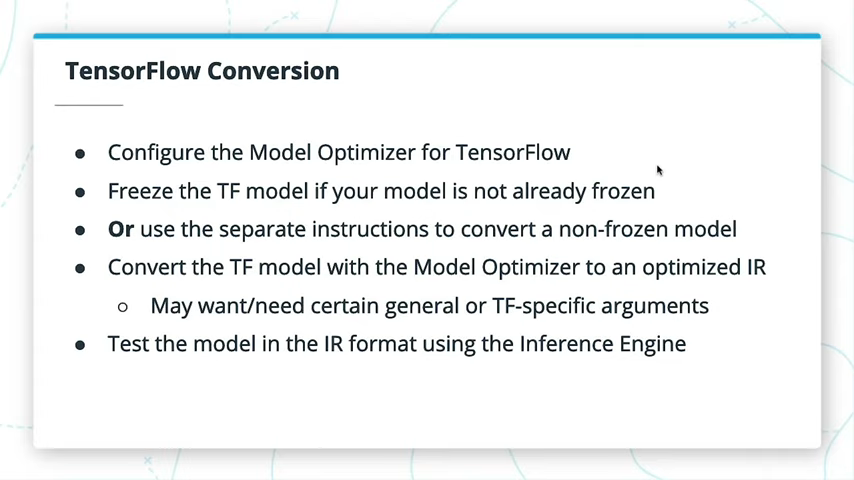 TensorFlow Conversion
● Configure the Model Optimizer for TensorFlow
● Freeze the TF model if your model is not already frozen
● Or use the separate instructions to convert a non-frozen model
● Convert the TF model with the Model Optimizer to an optimized IR
○ May want/need certain general or TF-specific arguments
● Test the model in the IR format using the Inference Engine